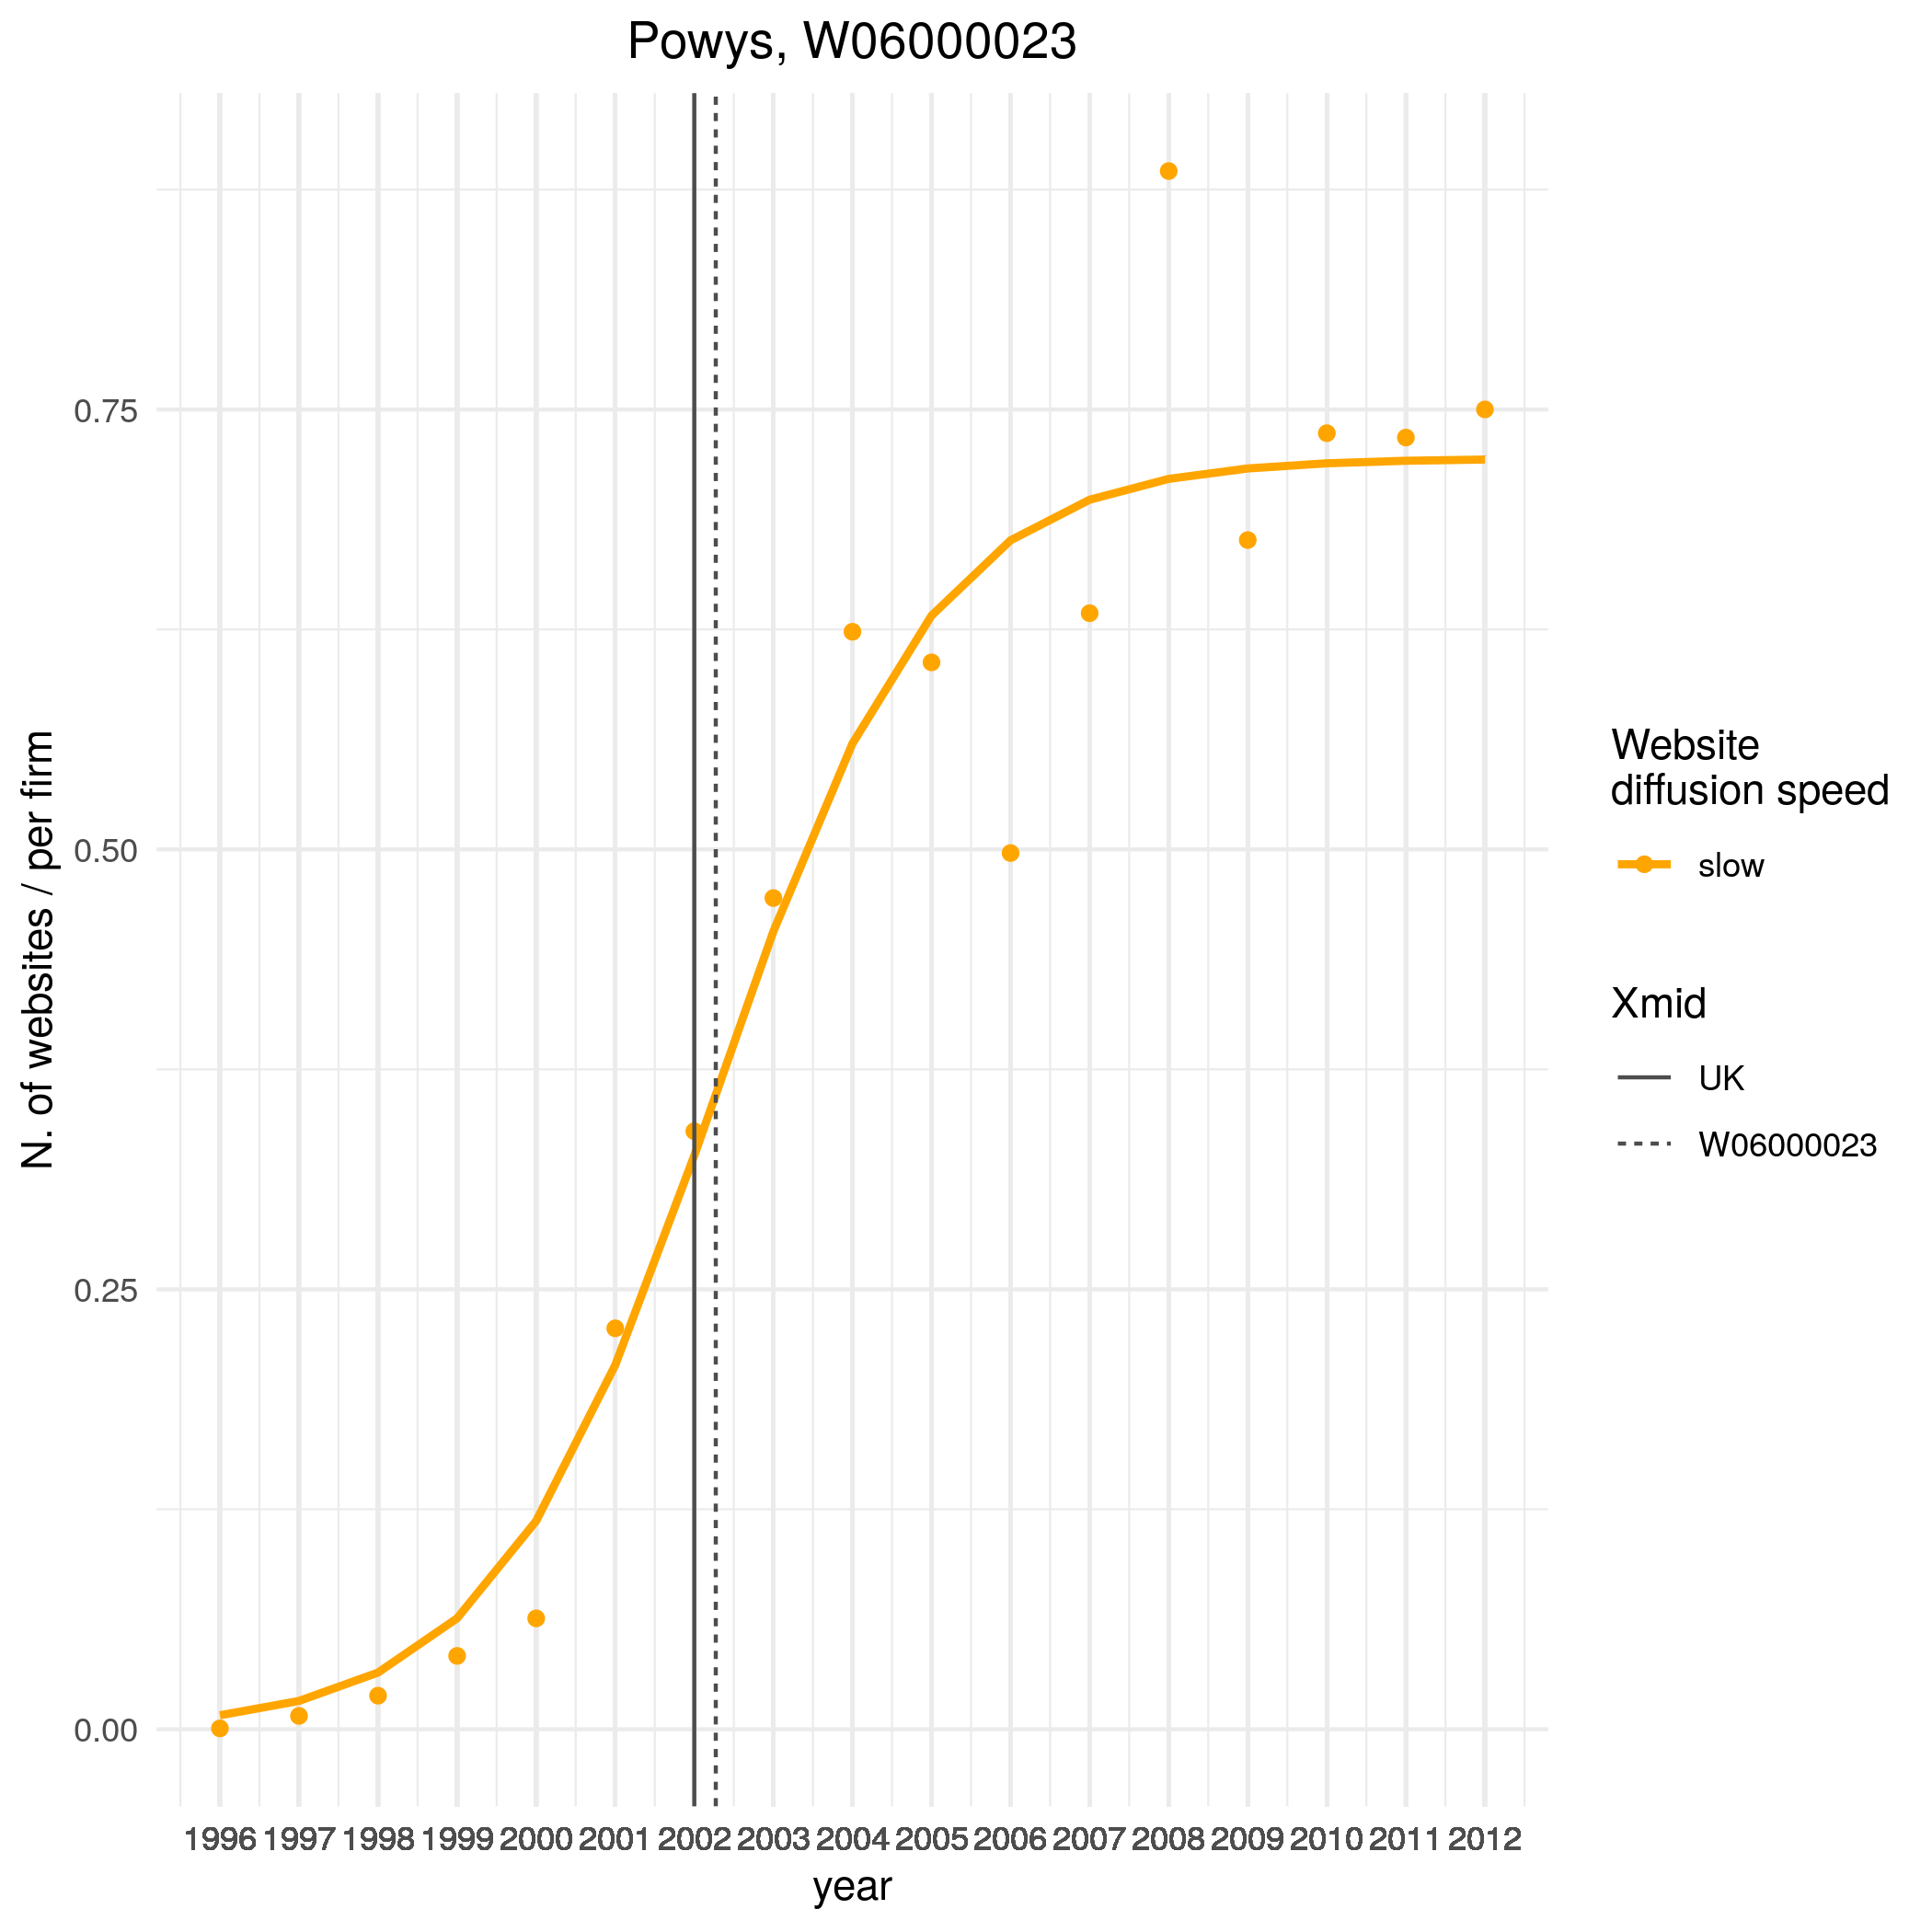 Powys, W06000023
N. of websites / per firm
0.75
0.50
0.25
0.00
1996 1997 1998 1999 2000 2001 2002 2003 2004 2005 2006 2007 2008 2009 2010 2011 2012
year
Website
diffusion speed
slow
Xmid
UK
W06000023